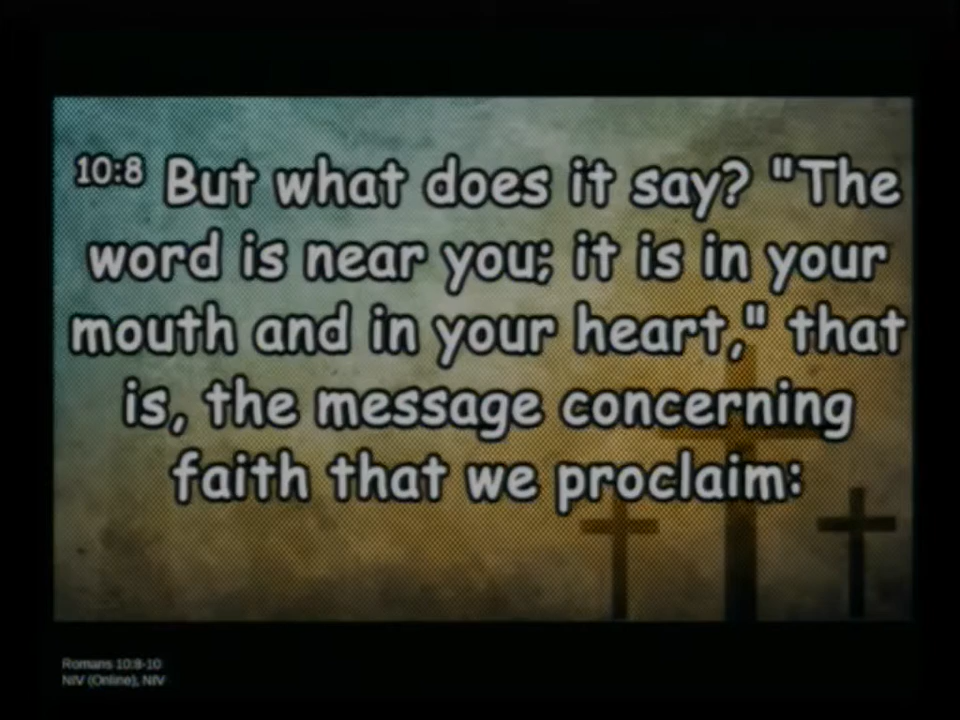 10:8 But what does it say? "The
word is near you; it is in your
mouth and in your heart," that
is, the message concerning
faith that we proclaim:
Romans 10:8-10
NIV (Online), NIV